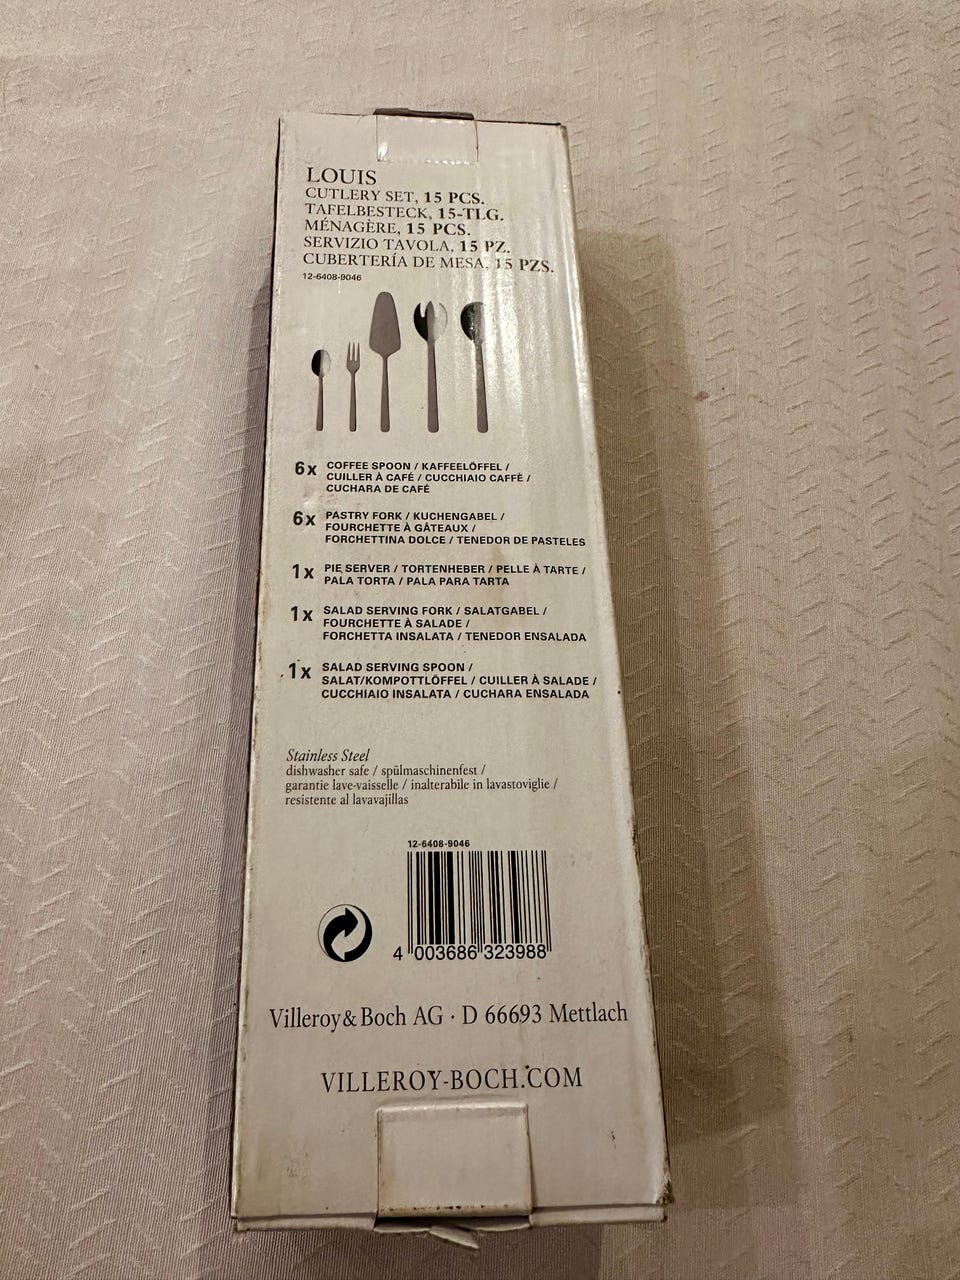 LOUIS
CUTLERY SET, 15 PCS.
TAFELBESTECK, 15-TLG.
MÉNAGÈRE, 15 PCS.
SERVIZIO TAVOLA, 15 PZ.
CUBERTERÍA DE MESA, 15 PZS.
12-6408-9046
6x COFFEE SPOON / KAFFEELÖFFEL /
CUILLER À CAFÉ / CUCCHIAIO CAFFÈ /
CUCHARA DE CAFÉ
6x PASTRY FORK / KUCHENGABEL /
FOURCHETTE À GÂTEAUX /
FORCHETTINA DOLCE / TENEDOR DE PASTELES
1x PIE SERVER / TORTENHEBER / PELLE À TARTE /
PALA TORTA / PALA PARA TARTA
1x SALAD SERVING FORK / SALATGABEL /
FOURCHETTE À SALADE /
FORCHETTA INSALATA / TENEDOR ENSALADA
1x SALAD SERVING SPOON /
SALAT/KOMPOTTLÖFFEL / CUILLER À SALADE /
CUCCHIAIO INSALATA / CUCHARA ENSALADA
Stainless Steel
dishwasher safe / spülmaschinenfest /
garantie lave-vaisselle / inalterabile in lavastoviglie /
resistente al lavavajillas
12-6408-9046
4 003686 323988
Villeroy & Boch AG · D 66693 Mettlach
VILLEROY-BOCH.COM